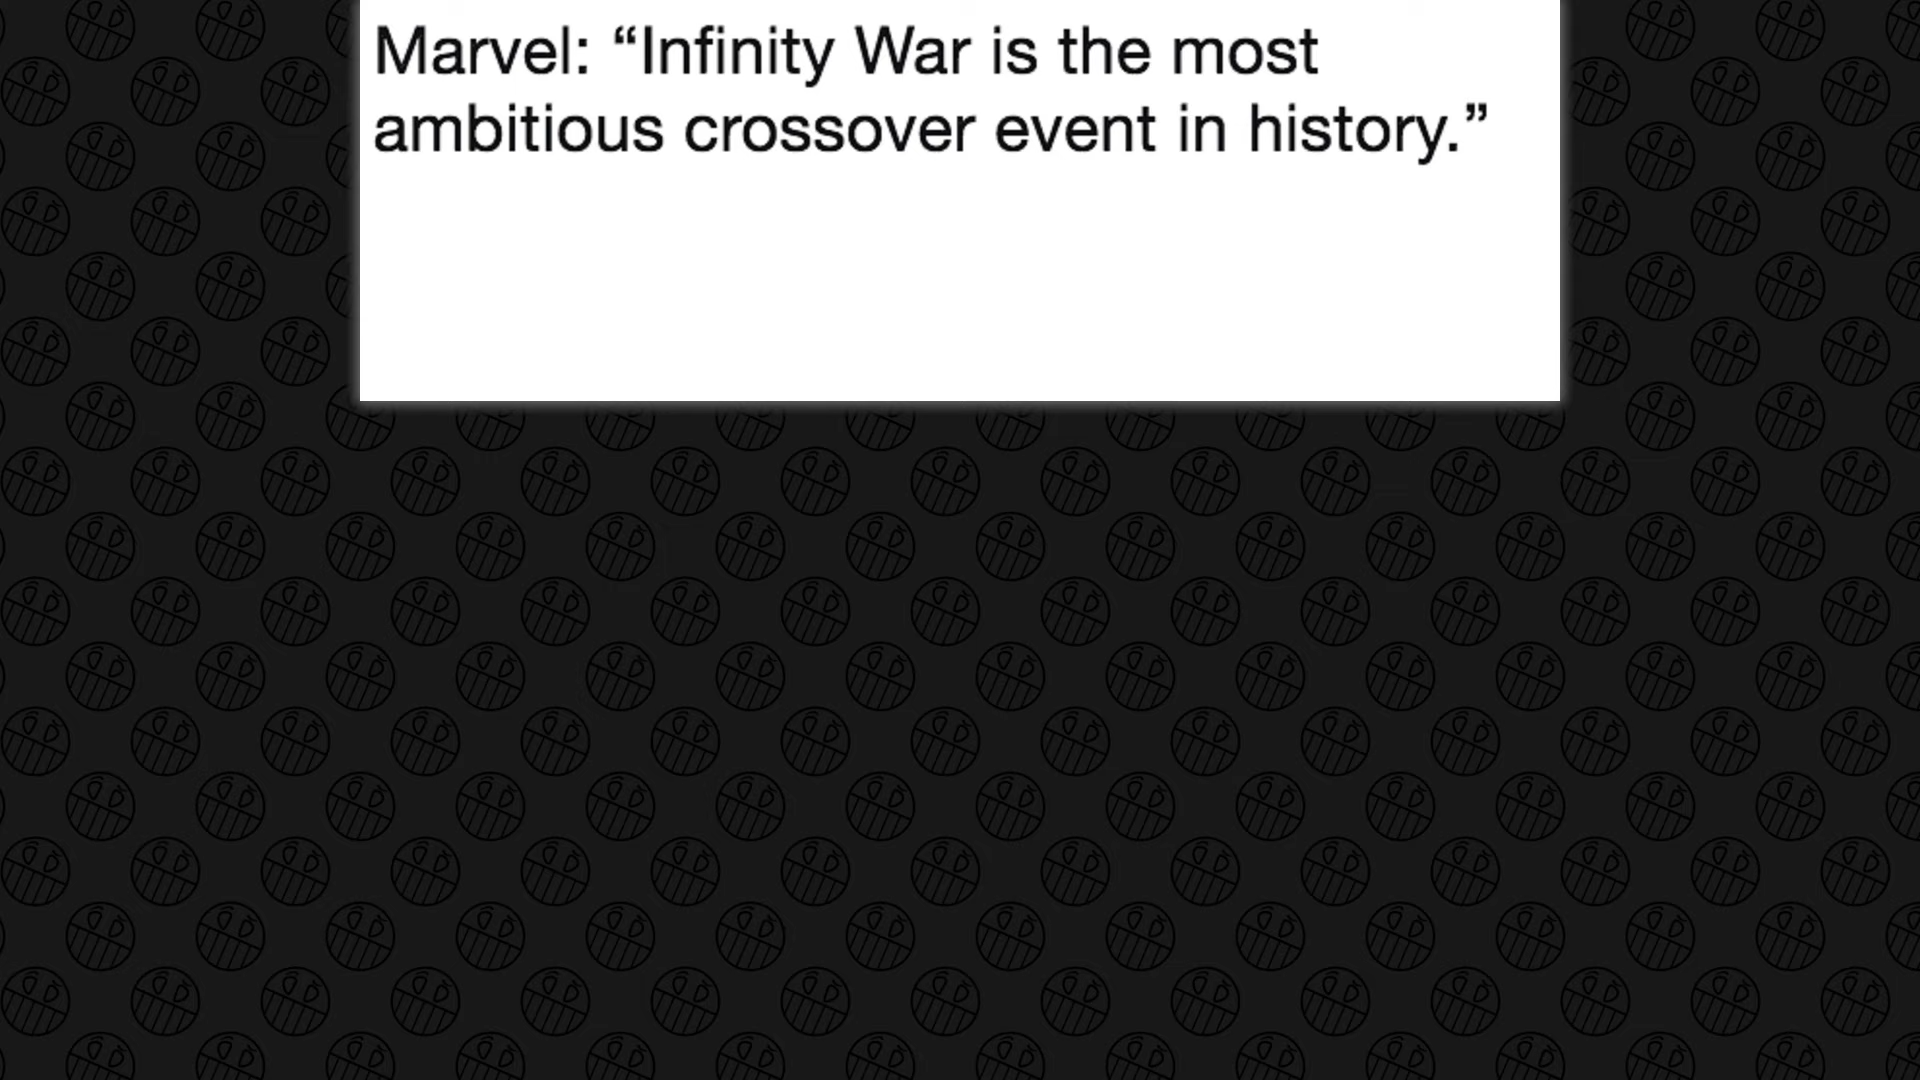 Marvel: “Infinity War is the most
ambitious crossover event in history.”